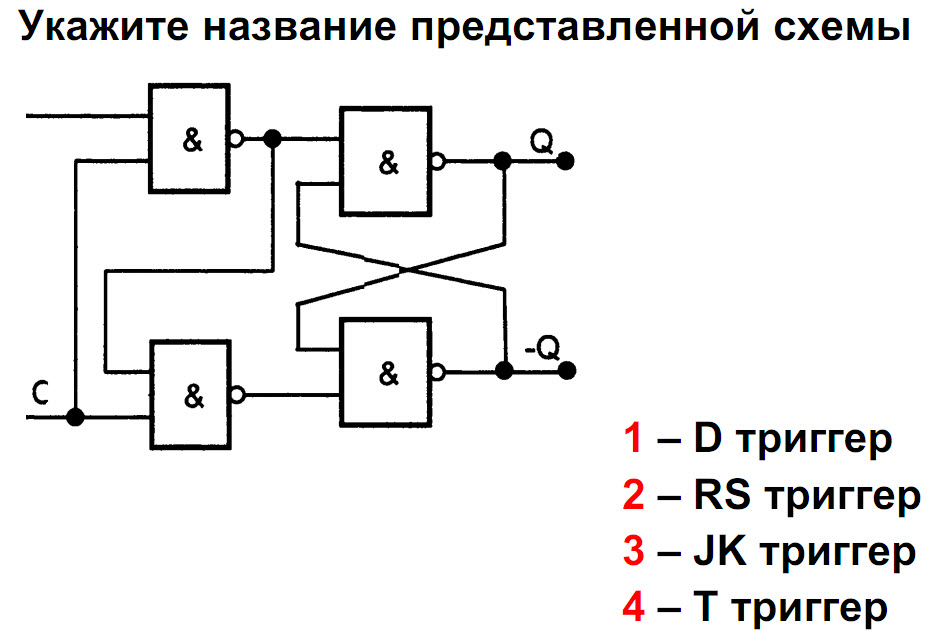 Укажите название представленной схемы
&
&
Q
&
&
-Q
C
1 – D триггер
2 – RS триггер
3 – JK триггер
4 – T триггер